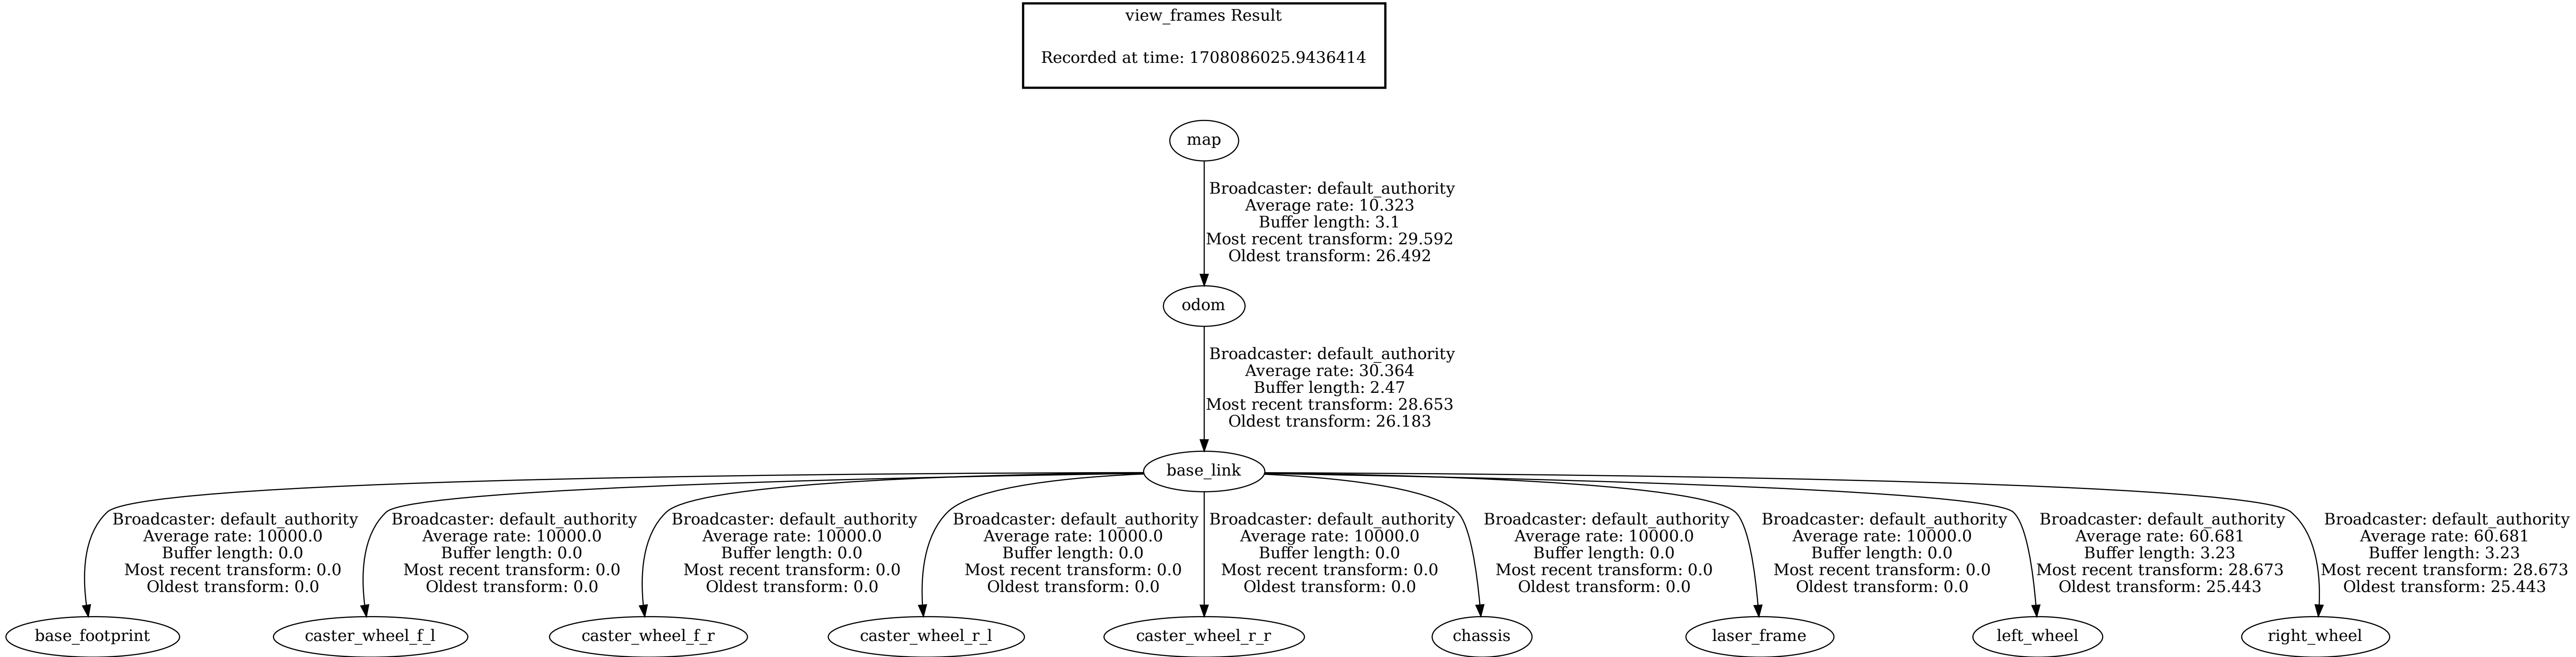 view_frames Result
Recorded at time: 1708086025.9436414
map
Broadcaster: default_authority
Average rate: 10.323
Buffer length: 3.1
Most recent transform: 29.592
Oldest transform: 26.492
odom
Broadcaster: default_authority
Average rate: 30.364
Buffer length: 2.47
Most recent transform: 28.653
Oldest transform: 26.183
base_link
Broadcaster: default_authority
Average rate: 10000.0
Buffer length: 0.0
Most recent transform: 0.0
Oldest transform: 0.0
base_footprint
Broadcaster: default_authority
Average rate: 10000.0
Buffer length: 0.0
Most recent transform: 0.0
Oldest transform: 0.0
caster_wheel_f_l
Broadcaster: default_authority
Average rate: 10000.0
Buffer length: 0.0
Most recent transform: 0.0
Oldest transform: 0.0
caster_wheel_f_r
Broadcaster: default_authority
Average rate: 10000.0
Buffer length: 0.0
Most recent transform: 0.0
Oldest transform: 0.0
caster_wheel_r_l
Broadcaster: default_authority
Average rate: 10000.0
Buffer length: 0.0
Most recent transform: 0.0
Oldest transform: 0.0
caster_wheel_r_r
Broadcaster: default_authority
Average rate: 10000.0
Buffer length: 0.0
Most recent transform: 0.0
Oldest transform: 0.0
chassis
Broadcaster: default_authority
Average rate: 10000.0
Buffer length: 0.0
Most recent transform: 0.0
Oldest transform: 0.0
laser_frame
Broadcaster: default_authority
Average rate: 60.681
Buffer length: 3.23
Most recent transform: 28.673
Oldest transform: 25.443
left_wheel
Broadcaster: default_authority
Average rate: 60.681
Buffer length: 3.23
Most recent transform: 28.673
Oldest transform: 25.443
right_wheel